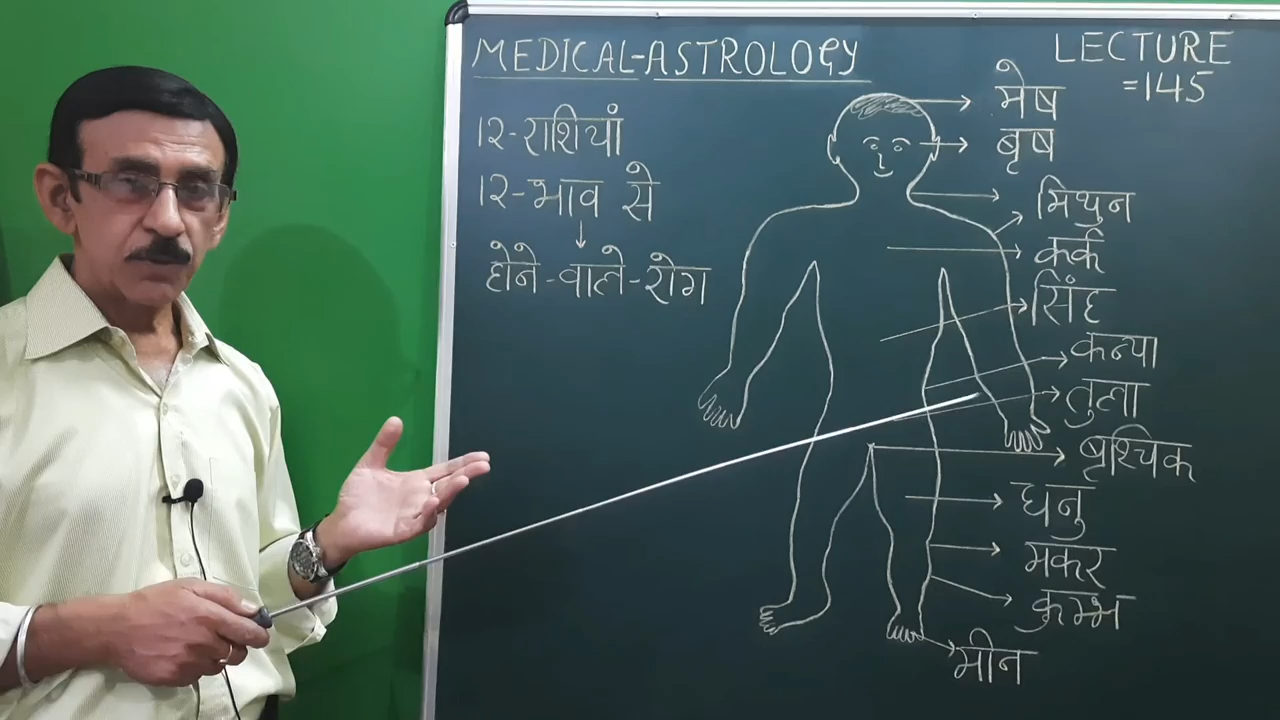 MEDICAL-ASTROLOGY
LECTURE
=145
१२-राशियां
१२-भाव से
होने-वाले-रोग
मेष
बृष
मिथुन
कर्क
सिंह
कन्या
तुला
बृश्चिक
धनु
मकर
कुम्भ
मीन